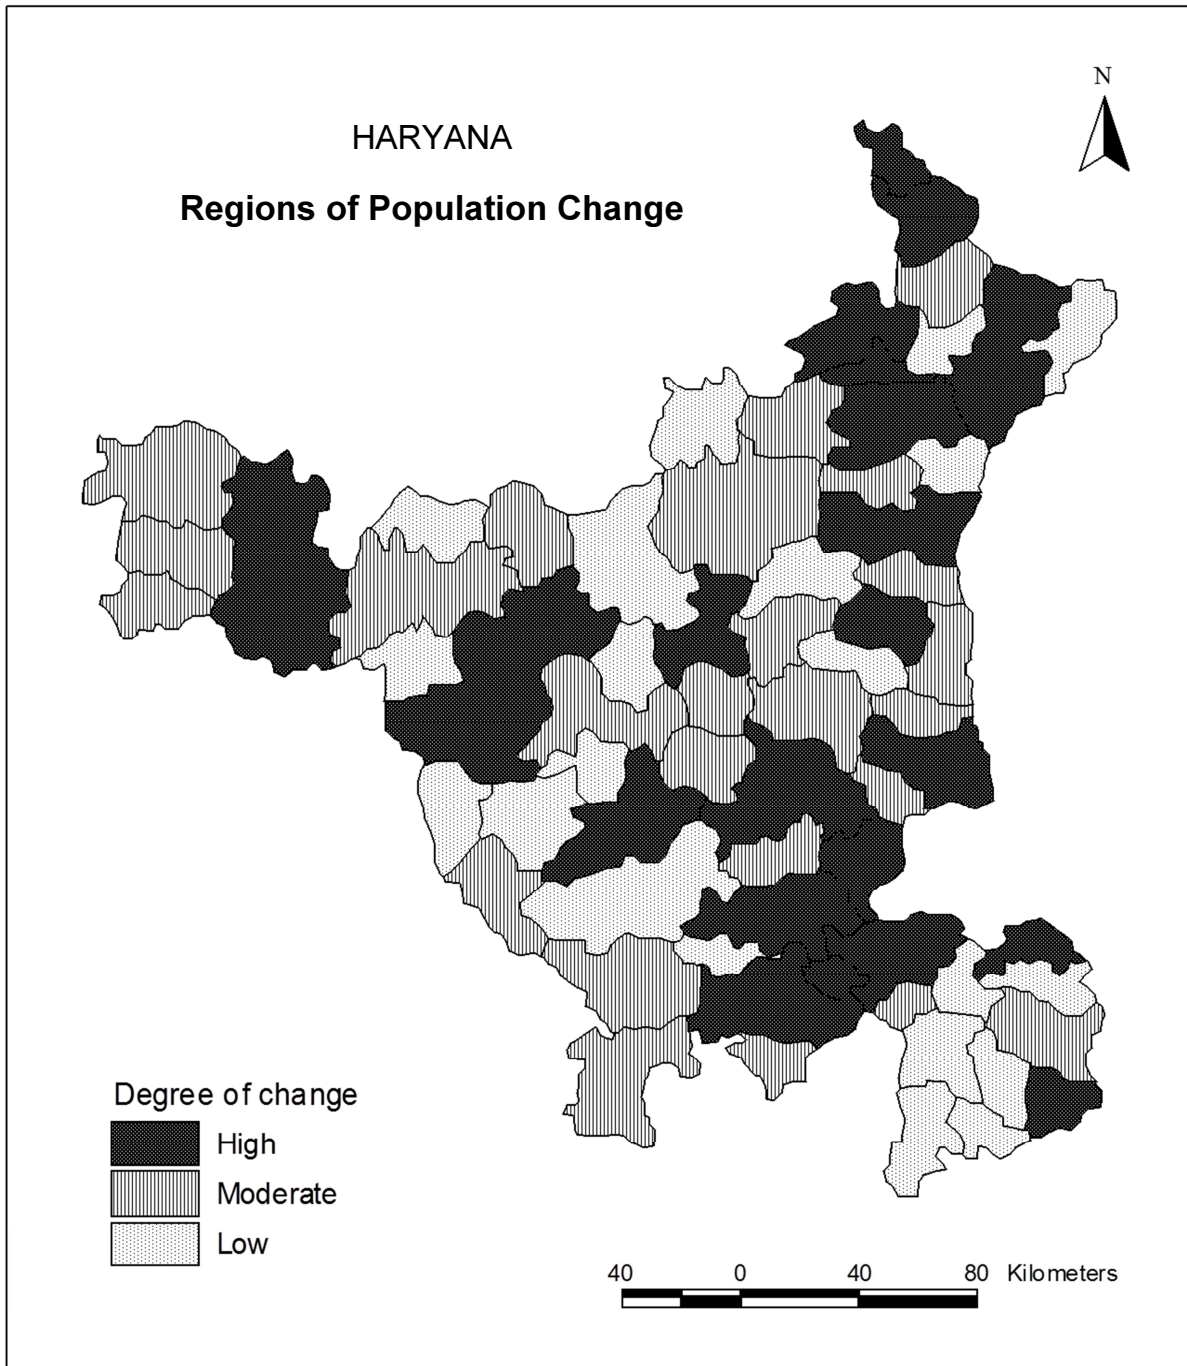 N
HARYANA
Regions of Population Change
Degree of change
High
Moderate
Low
40 0 40 80 Kilometers